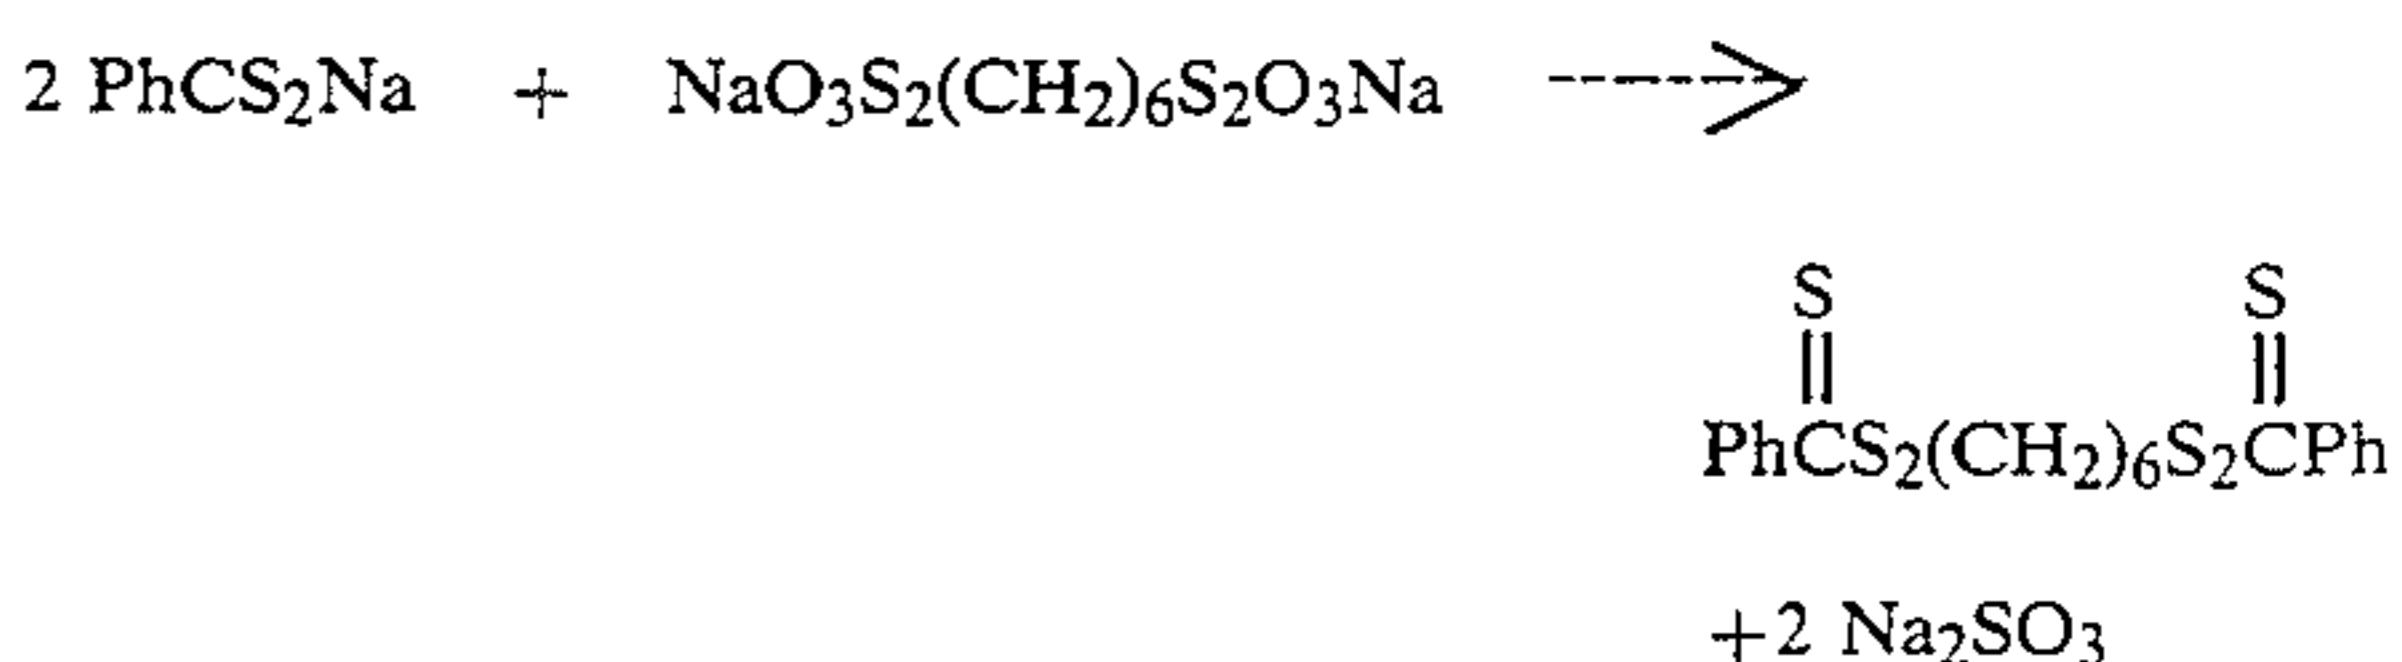 2 PhCS₂Na + NaO₃S₂(CH₂)₆S₂O₃Na ---->
S S
PhCS₂(CH₂)₆S₂CPh
+2 Na₂SO₃